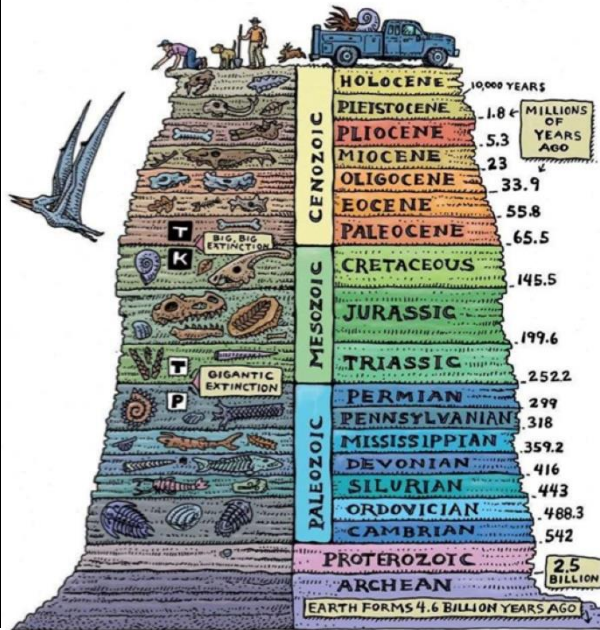 HOLOCENE
10,000 YEARS
PLEISTOCENE
1.8
MILLIONS
OF
YEARS
AGO
PLIOCENE
5.3
MIOCENE
23
OLIGOCENE
33.9
EOCENE
55.8
PALEOCENE
65.5
CENOZOIC
T
BIG, BIG
EXTINCTION
K
CRETACEOUS
145.5
JURASSIC
199.6
TRIASSIC
252.2
MESOZOIC
T
GIGANTIC
EXTINCTION
P
PERMIAN
299
PENNSYLVANIAN
318
MISSISSIPPIAN
359.2
DEVONIAN
416
SILURIAN
443
ORDOVICIAN
488.3
CAMBRIAN
542
PALEOZOIC
PROTEROZOIC
2.5
BILLION
ARCHEAN
EARTH FORMS 4.6 BILLION YEARS AGO